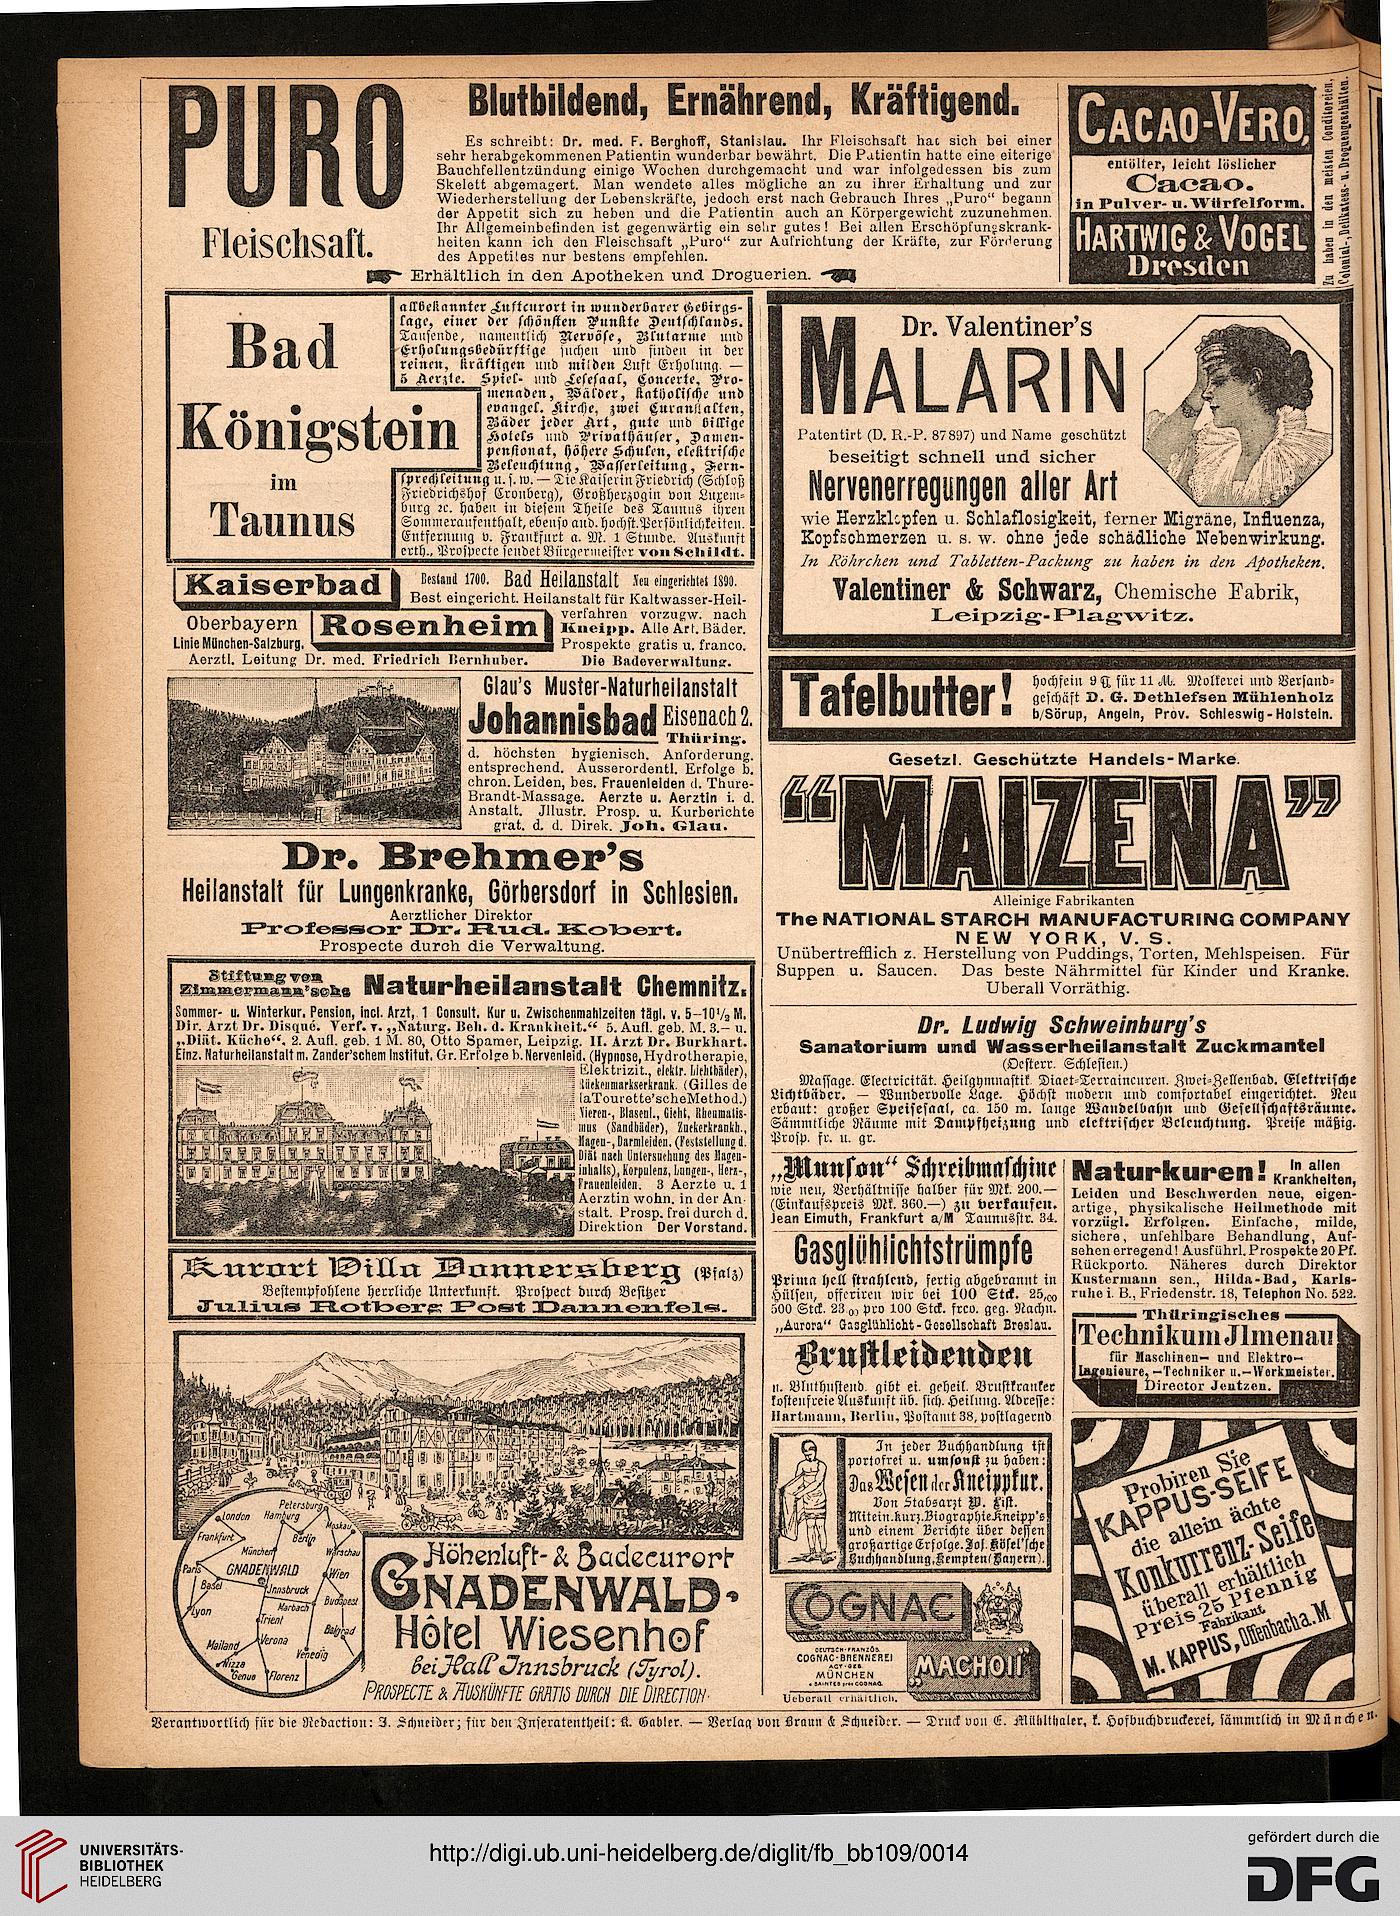 PURO
Fleischsaft.
Blutbildend, Ernährend, Kräftigend.
Es schreibt: Dr. med. F. Berghoff, Stanislau. Ihr Fleischsaft hat sich bei einer
sehr herabgekommenen Patientin wunderbar bewährt. Die Patientin hatte eine eiterige
Bauchfellentzündung einige Wochen durchgemacht und war infolgedessen bis zum
Skelett abgemagert. Man wendete alles mögliche an zu ihrer Erhaltung und zur
Wiederherstellung der Lebenskräfte, jedoch erst nach Gebrauch Ihres „Puro“ begann
der Appetit sich zu heben und die Patientin auch an Körpergewicht zuzunehmen.
Ihr Allgemeinbefinden ist gegenwärtig ein sehr gutes! Bei allen Erschöpfungskrank-
heiten kann ich den Fleischsaft „Puro“ zur Aufrichtung der Kräfte, zur Förderung
des Appetites nur bestens empfehlen.
Erhältlich in den Apotheken und Droguerien.
CACAO-VERO,
entölter, leicht löslicher
Cacao.
in Pulver- u. Würfelform.
HARTWIG & VOGEL
Dresden
Zu haben in den meisten Conditoreien,
Colonial-, Delikatess- u. Droguengeschäften.
Bad
Königstein
im
Taunus
allbekannter Luftcurort in wunderbarer Gebirgs-
lage, einer der schönsten Punkte Deutschlands.
Tausende, namentlich Nervöse, Blutarme und
Erholungsbedürftige suchen und finden in der
reinen, kräftigen und milden Luft Erholung. —
5 Aerzte. Spiel- und Lesesaal, Concerte, Pro-
menaden, Wälder, katholische und
evangel. Kirche, zwei Curanstalten,
Bäder jeder Art, gute und billige
Hotels und Privathäuser, Damen-
pensionat, höhere Schulen, elektrische
Beleuchtung, Wasserleitung, Fern-
sprechleitung u. s. w. — Die Kaiserin Friedrich (Schloß
Friedrichshof Cronberg), Großherzogin von Luxem-
burg 2c. haben in diesem Theile des Taunus ihren
Sommeraufenthalt, ebenso and. höchst. Persönlichkeiten.
Entfernung v. Frankfurt a. M. 1 Stunde. Auskunft
erth., Prospecte sendet Bürgermeister von Schildt.
Dr. Valentiner's
MALARIN
Patentirt (D. R.-P. 87897) und Name geschützt
beseitigt schnell und sicher
Nervenerregungen aller Art
wie Herzklopfen u. Schlaflosigkeit, ferner Migräne, Influenza,
Kopfschmerzen u. s. w. ohne jede schädliche Nebenwirkung.
In Röhrchen und Tabletten-Packung zu haben in den Apotheken.
Valentiner & Schwarz, Chemische Fabrik,
Leipzig-Plagwitz.
Kaiserbad
Bestand 1700. Bad Heilanstalt Neu eingerichtet 1890.
Best eingericht. Heilanstalt für Kaltwasser-Heil-
verfahren vorzugw. nach
Kneipp. Alle Art. Bäder.
Prospekte gratis u. franco.
Oberbayern
Rosenheim
Linie München-Salzburg.
Aerztl. Leitung Dr. med. Friedrich Bernhuber. Die Badeverwaltung.
Tafelbutter!
hochfein 9 ℔ für 11 M. Molkerei und Versand-
geschäft D. G. Dethlefsen Mühlenholz
b/Sörup, Angeln, Prov. Schleswig-Holstein.
Glau's Muster-Naturheilanstalt
Johannisbad Eisenach 2.
Thüring.
d. höchsten hygienisch. Anforderung.
entsprechend. Ausserordentl. Erfolge b.
chron. Leiden, bes. Frauenleiden d. Thure-
Brandt-Massage. Aerzte u. Aerztin i. d.
Anstalt. Jllustr. Prosp. u. Kurberichte
grat. d. d. Direk. Joh. Glau.
Gesetzl. Geschützte Handels-Marke.
“MAIZENA”
Alleinige Fabrikanten
The NATIONAL STARCH MANUFACTURING COMPANY
NEW YORK, V. S.
Unübertrefflich z. Herstellung von Puddings, Torten, Mehlspeisen. Für
Suppen u. Saucen. Das beste Nährmittel für Kinder und Kranke.
Uberall Vorräthig.
Dr. Brehmer's
Heilanstalt für Lungenkranke, Görbersdorf in Schlesien.
Aerztlicher Direktor
Professor Dr. Rud. Kobert.
Prospecte durch die Verwaltung.
Stiftung von
Zimmermann'sche
Naturheilanstalt Chemnitz.
Sommer- u. Winterkur. Pension, incl. Arzt, 1 Consult. Kur u. Zwischenmahlzeiten tägl. v. 5–10½ M.
Dir. Arzt Dr. Disqué. Verf. v. „Naturg. Beh. d. Krankheit.“ 5. Aufl. geb. M. 3.– u.
„Diät. Küche“. 2. Aufl. geb. 1 M. 80, Otto Spamer, Leipzig. II. Arzt Dr. Burkhart.
Einz. Naturheilanstalt m. Zander'schem Institut. Gr. Erfolge b. Nervenleid. (Hypnose, Hydrotherapie,
Elektrizit., elektr. Lichtbäder),
Rückenmarkserkrank. (Gilles de
la Tourette'sche Method.)
Nieren-, Blasenl., Gicht, Rheumatis-
mus (Sandbäder), Zuckerkrankh.,
Magen-, Darmleiden. (Feststellung d.
Diät nach Untersuchung des Magen-
inhalts), Korpulenz, Lungen-, Herz-,
Frauenleiden. 3 Aerzte u. 1
Aerztin wohn. in der An-
stalt. Prosp. frei durch d.
Direktion Der Vorstand.
Dr. Ludwig Schweinburg's
Sanatorium und Wasserheilanstalt Zuckmantel
(Oesterr. Schlesien.)
Massage. Electricität. Heilgymnastik. Diaet-Terraincuren. Zwei-Zellenbad. Elektrische
Lichtbäder. — Wundervolle Lage. Höchst modern und comfortabel eingerichtet. Neu
erbaut: großer Speisesaal, ca. 150 m. lange Wandelbahn und Gesellschaftsräume.
Sämmtliche Räume mit Dampfheizung und elektrischer Beleuchtung. Preise mäßig.
Prosp. fr. u. gr.
„Munson“ Schreibmaschine
wie neu, Verhältnisse halber für Mk. 200.—
(Einkaufspreis Mk. 360.—) zu verkaufen.
Jean Eimuth, Frankfurt a/M Taunusstr. 34.
Gasglühlichtstrümpfe
Prima hell strahlend, fertig abgebrannt in
Hülsen, offeriren wir bei 100 Stck. 25,00
500 Stck. 23,00 pro 100 Stck. frco. geg. Nachn.
„Aurora“ Gasglühlicht-Gesellschaft Breslau.
Naturkuren! In allen
Krankheiten,
Leiden und Beschwerden neue, eigen-
artige, physikalische Heilmethode mit
vorzügl. Erfolgen. Einfache, milde,
sichere, unfehlbare Behandlung, Auf-
sehen erregend! Ausführl. Prospekte 20 Pf.
Rückporto. Näheres durch Direktor
Kustermann sen., Hilda-Bad, Karls-
ruhe i. B., Friedenstr. 18, Telephon No. 522.
Kurort Villa Donnersberg (Pfalz)
Bestempfohlene herrliche Unterkunft. Prospect durch Besitzer
Julius Rotberg Post Dannenfels.
Brustleidenden
u. Bluthustend. gibt ei. geheil. Brustkranker
kostenfreie Auskunft üb. sich. Heilung. Adresse:
Hartmann, Berlin, Postamt 38, postlagernd
Thüringisches
Technikum Jlmenau
für Maschinen- und Elektro-
Ingenieure, -Techniker u. -Werkmeister.
Director Jentzen.
In jeder Buchhandlung ist
portofrei u. umsonst zu haben:
Das Wesen der Kneippkur.
Von Stabsarzt W. List.
Mit ein. kurz. Biographie Kneipp's
und einem Berichte über dessen
großartige Erfolge. Jos. Kösel'sche
Buchhandlung, Kempten (Bayern).
COGNAC
DEUTSCH-FRANZÖS.
COGNAC-BRENNEREI
ACT-GES.
MÜNCHEN
„MACHOLL“
Ueberall erhältlich.
Probiren Sie
KAPPUS-SEIFE
die allein ächte
Konkurrenz-Seife
überall erhältlich
Preis 25 Pfennig
Fabrikant
M. KAPPUS, Offenbach a. M
Petersburg
London
Hamburg
Moskau
Frankfurt
Berlin
München
Warschau
Paris
GNADENWALD
Wien
Basel
Innsbruck
Marbach
Budapest
Lyon
Trient
Belgrad
Mailand
Verona
Venedig
Nizza
Genua
Florenz
Höhenluft- & Badecurort
GNADENWALD
Hôtel Wiesenhof
bei Hall Innsbruck (Tyrol).
PROSPECTE & AUSKÜNFTE GRATIS DURCH DIE DIRECTION.
Verantwortlich für die Redaction: J. Schneider; für den Inseratentheil: K. Gabler. — Verlag von Braun & Schneider. — Druck von E. Mühlthaler, k. Hofbuchdruckerei, sämmtlich in München.
UNIVERSITÄTS-
BIBLIOTHEK
HEIDELBERG
http://digi.ub.uni-heidelberg.de/diglit/fb_bb109/0014
gefördert durch die
DFG